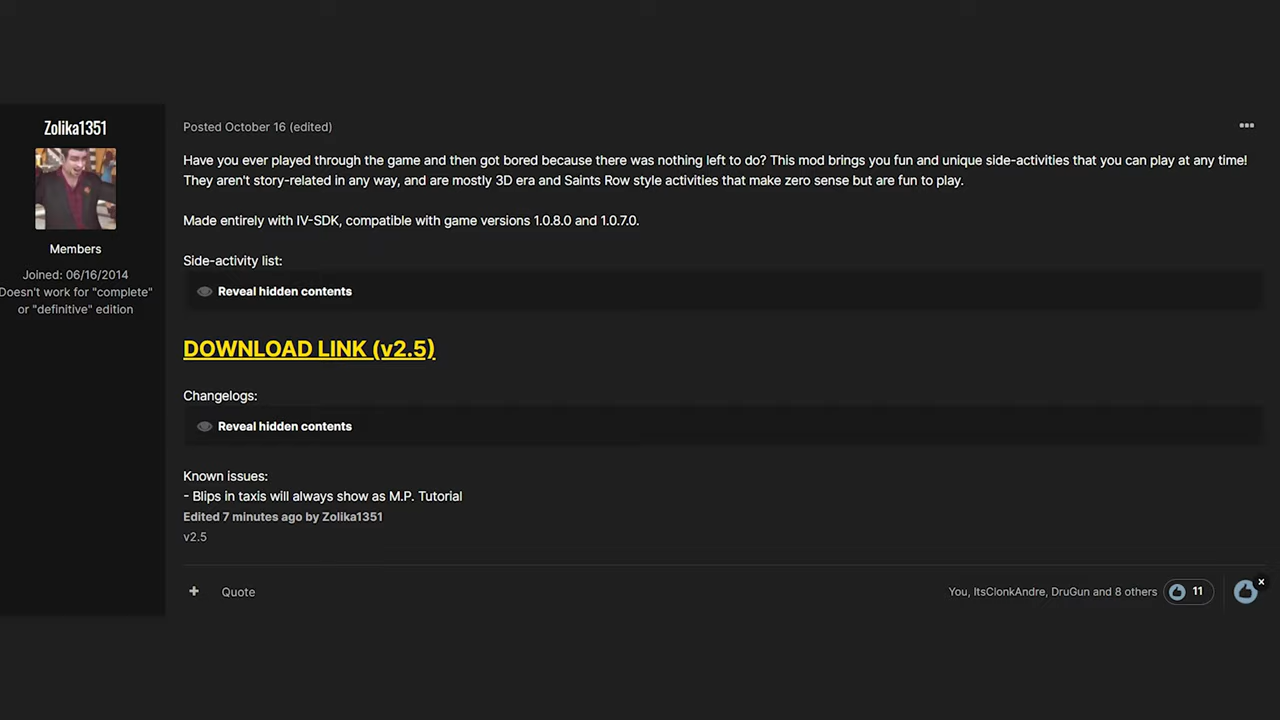 Zolika1351
Members
Joined: 06/16/2014
Doesn't work for "complete"
or "definitive" edition
Posted October 16 (edited)
Have you ever played through the game and then got bored because there was nothing left to do? This mod brings you fun and unique side-activities that you can play at any time!
They aren't story-related in any way, and are mostly 3D era and Saints Row style activities that make zero sense but are fun to play.
Made entirely with IV-SDK, compatible with game versions 1.0.8.0 and 1.0.7.0.
Side-activity list:
Reveal hidden contents
DOWNLOAD LINK (v2.5)
Changelogs:
Reveal hidden contents
Known issues:
- Blips in taxis will always show as M.P. Tutorial
Edited 7 minutes ago by Zolika1351
v2.5
+ Quote
You, ItsClonkAndre, DruGun and 8 others 11